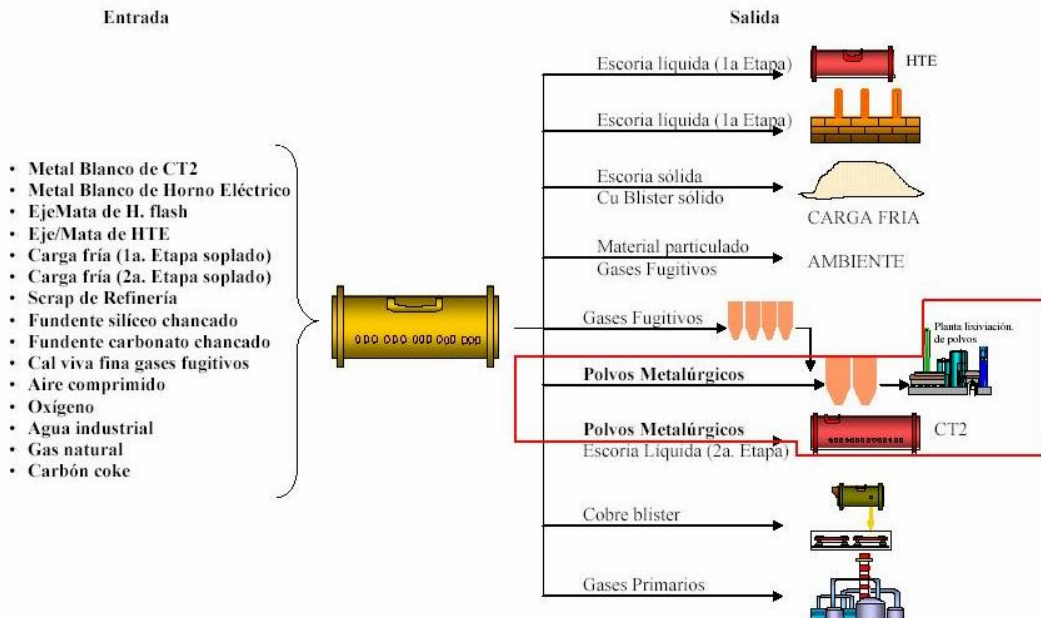 Entrada
Salida
• Metal Blanco de CT2
• Metal Blanco de Horno Eléctrico
• EjeMata de H. flash
• Eje/Mata de HTE
• Carga fría (1a. Etapa soplado)
• Carga fría (2a. Etapa soplado)
• Scrap de Refinería
• Fundente silíceo chancado
• Fundente carbonato chancado
• Cal viva fina gases fugitivos
• Aire comprimido
• Oxígeno
• Agua industrial
• Gas natural
• Carbón coke
Escoria líquida (1a Etapa)
HTE
Escoria líquida (1a Etapa)
Escoria sólida
Cu Blister sólido
CARGA FRIA
Material particulado
Gases Fugitivos
AMBIENTE
Gases Fugitivos
Planta lixiviación.
de polvos
Polvos Metalúrgicos
Polvos Metalúrgicos
Escoria Líquida (2a. Etapa)
CT2
Cobre blister
Gases Primarios